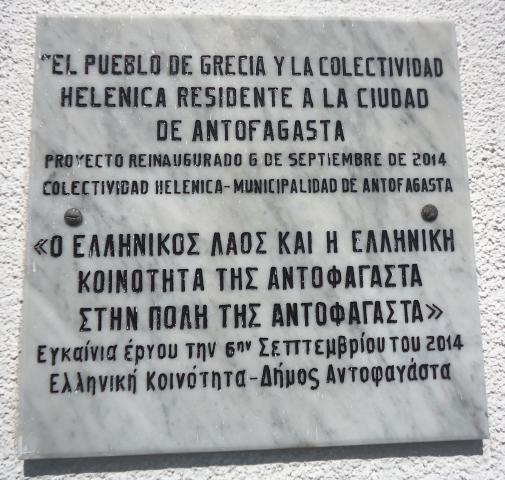 "EL PUEBLO DE GRECIA Y LA COLECTIVIDAD
HELENICA RESIDENTE A LA CIUDAD
DE ANTOFAGASTA
PROYECTO REINAUGURADO 6 DE SEPTIEMBRE DE 2014
COLECTIVIDAD HELENICA-MUNICIPALIDAD DE ANTOFAGASTA
«Ο ΕΛΛΗΝΙΚΟΣ ΛΑΟΣ ΚΑΙ Η ΕΛΛΗΝΙΚΗ
ΚΟΙΝΟΤΗΤΑ ΤΗΣ ΑΝΤΟΦΑΓΑΣΤΑ
ΣΤΗΝ ΠΟΛΗ ΤΗΣ ΑΝΤΟΦΑΓΑΣΤΑ»
Εγκαίνια έργου την 6ην Σεπττεμβρίου του 2014
Ελληνική Κοινότητα-Δήμος Αντοφαγάστα